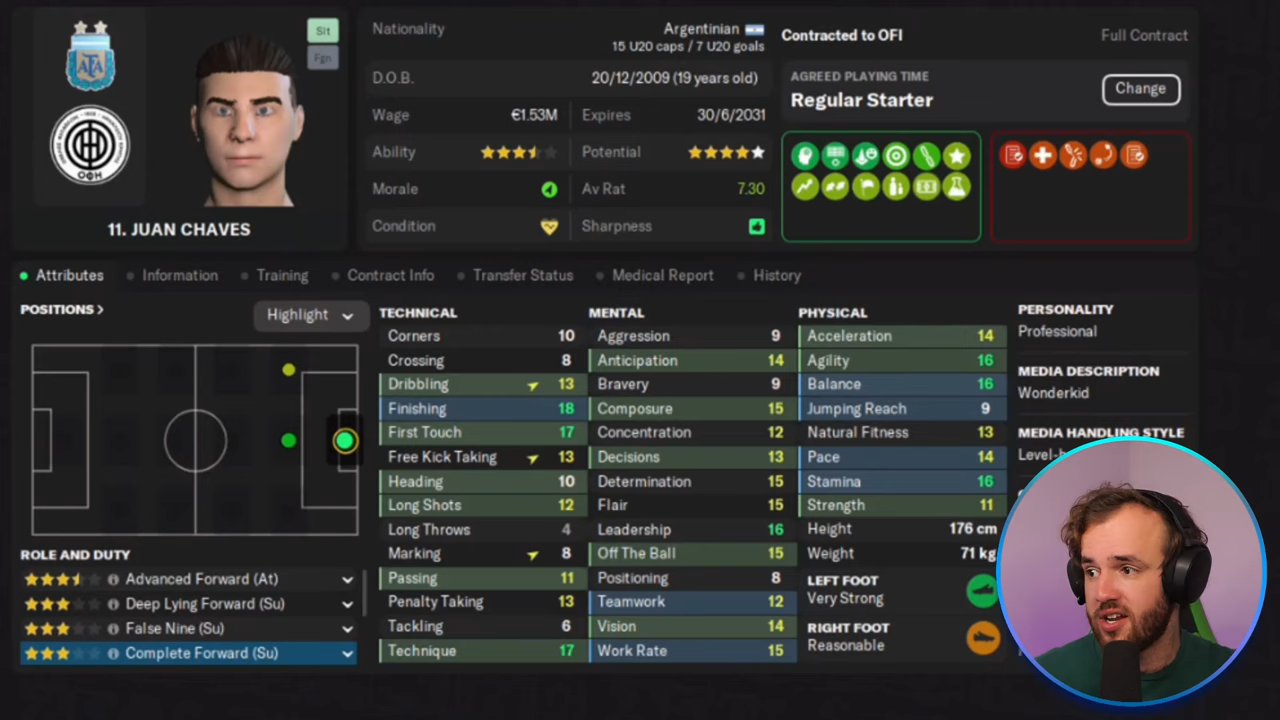 Slt
Fgn
AFA
ΟΦΗ
11. JUAN CHAVES
Nationality
Argentinian
15 U20 caps / 7 U20 goals
D.O.B.
20/12/2009 (19 years old)
Wage €1.53M Expires 30/6/2031
Ability Potential
Morale Av Rat 7.30
Condition Sharpness
Contracted to OFI Full Contract
AGREED PLAYING TIME
Regular Starter
Change
Attributes Information Training Contract Info Transfer Status Medical Report History
POSITIONS >
Highlight
ROLE AND DUTY
Advanced Forward (At)
Deep Lying Forward (Su)
False Nine (Su)
Complete Forward (Su)
TECHNICAL
Corners 10
Crossing 8
Dribbling 13
Finishing 18
First Touch 17
Free Kick Taking 13
Heading 10
Long Shots 12
Long Throws 4
Marking 8
Passing 11
Penalty Taking 13
Tackling 6
Technique 17
MENTAL
Aggression 9
Anticipation 14
Bravery 9
Composure 15
Concentration 12
Decisions 13
Determination 15
Flair 15
Leadership 16
Off The Ball 15
Positioning 8
Teamwork 12
Vision 14
Work Rate 15
PHYSICAL
Acceleration 14
Agility 16
Balance 16
Jumping Reach 9
Natural Fitness 13
Pace 14
Stamina 16
Strength 11
Height 176 cm
Weight 71 kg
LEFT FOOT
Very Strong
RIGHT FOOT
Reasonable
PERSONALITY
Professional
MEDIA DESCRIPTION
Wonderkid
MEDIA HANDLING STYLE